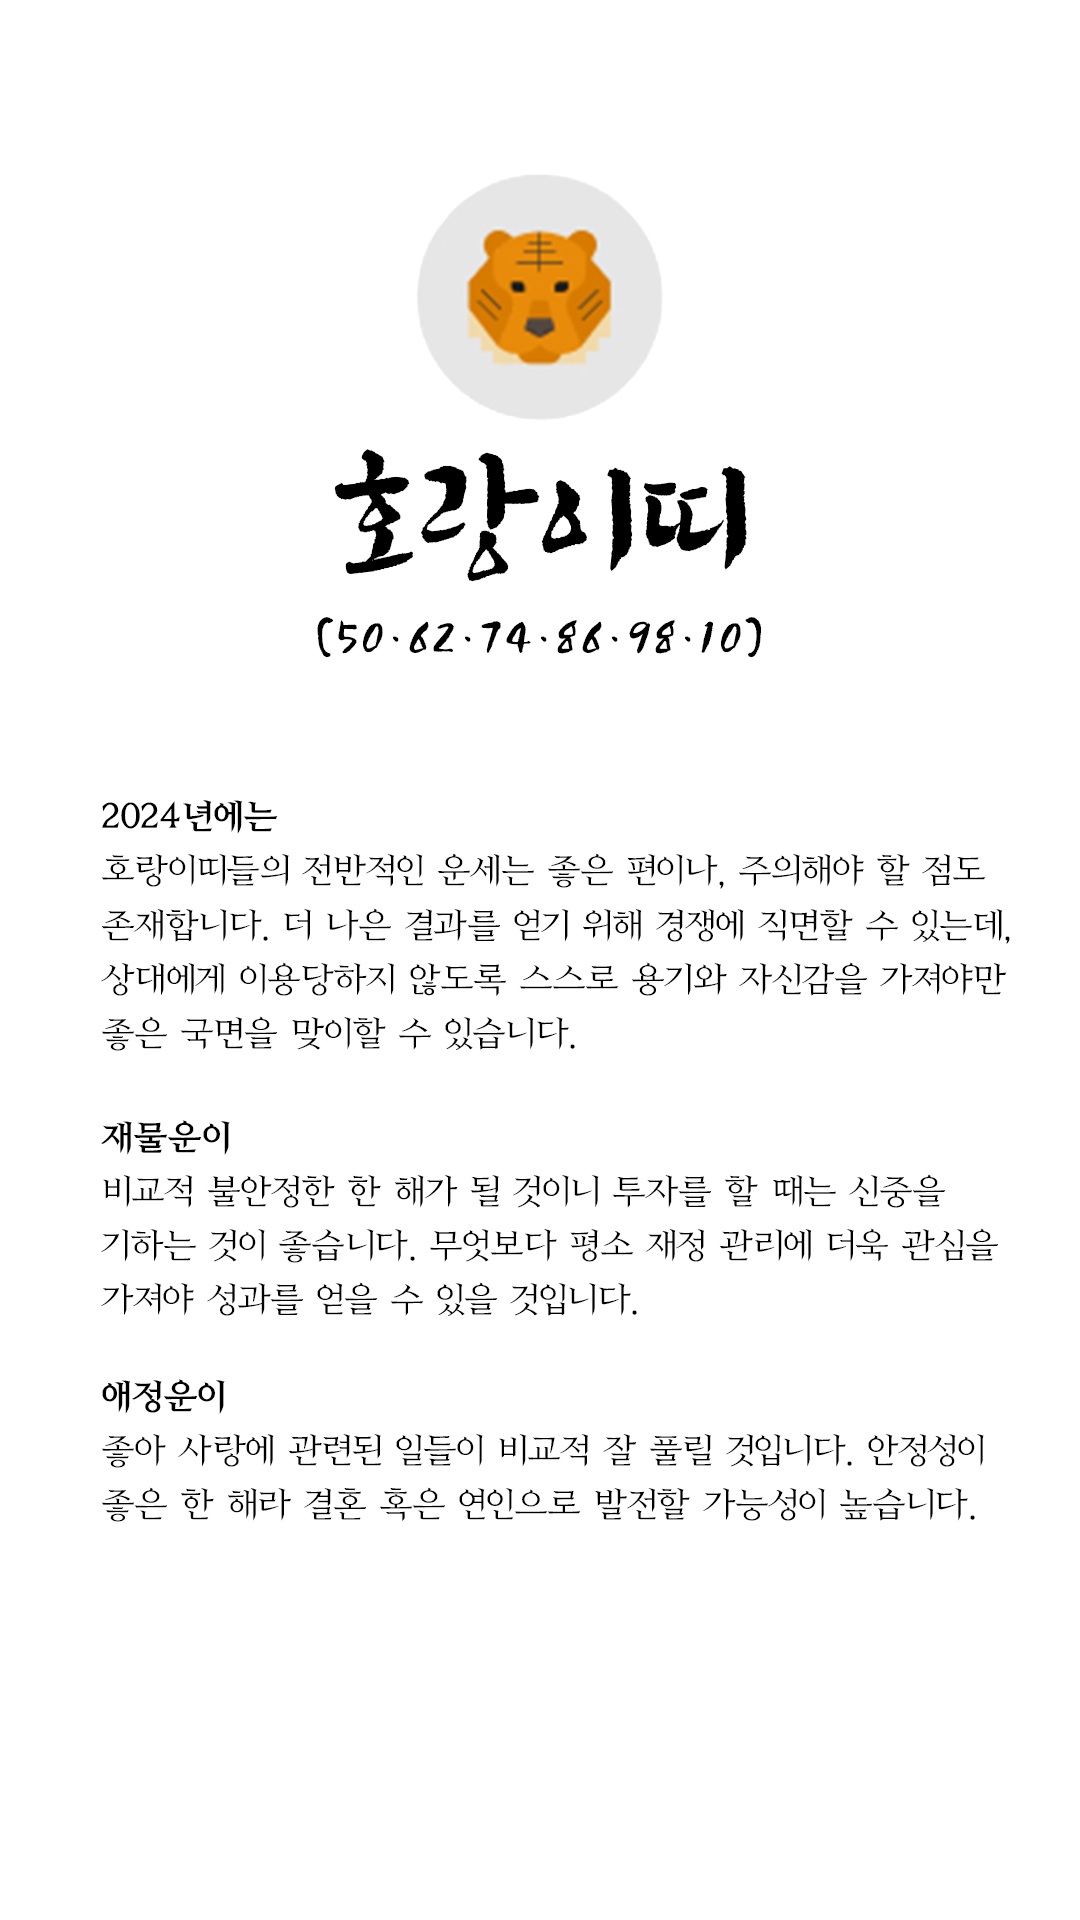 호랑이띠
(50·62·74·86·98·10)
2024년에는
호랑이띠들의 전반적인 운세는 좋은 편이나, 주의해야 할 점도
존재합니다. 더 나은 결과를 얻기 위해 경쟁에 직면할 수 있는데,
상대에게 이용당하지 않도록 스스로 용기와 자신감을 가져야만
좋은 국면을 맞이할 수 있습니다.
재물운이
비교적 불안정한 한 해가 될 것이니 투자를 할 때는 신중을
기하는 것이 좋습니다. 무엇보다 평소 재정 관리에 더욱 관심을
가져야 성과를 얻을 수 있을 것입니다.
애정운이
좋아 사랑에 관련된 일들이 비교적 잘 풀릴 것입니다. 안정성이
좋은 한 해라 결혼 혹은 연인으로 발전할 가능성이 높습니다.